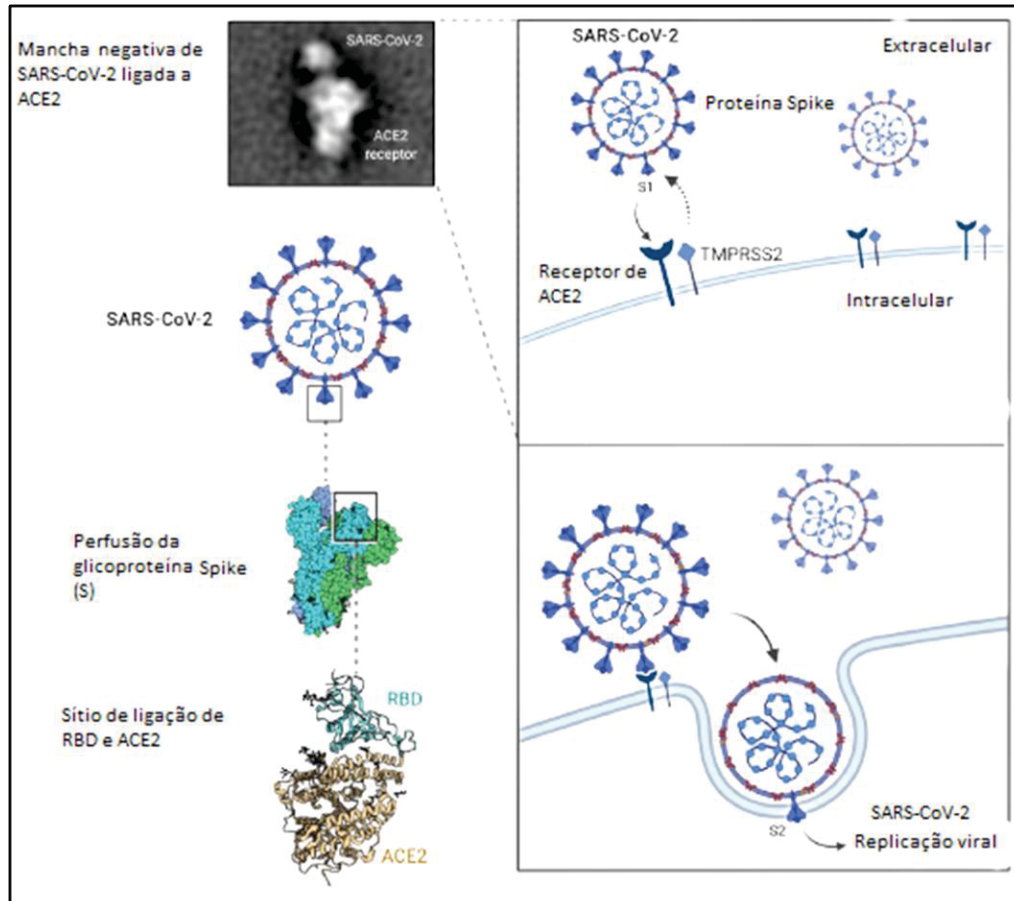 Mancha negativa de
SARS-CoV-2 ligada a
ACE2
SARS-CoV-2
ACE2
receptor
SARS-CoV-2
Perfusão da
glicoproteína Spike
(S)
Sítio de ligação de
RBD e ACE2
RBD
ACE2
SARS-CoV-2
Extracelular
Proteína Spike
S1
TMPRSS2
Receptor de
ACE2
Intracelular
S2
SARS-CoV-2
Replicação viral